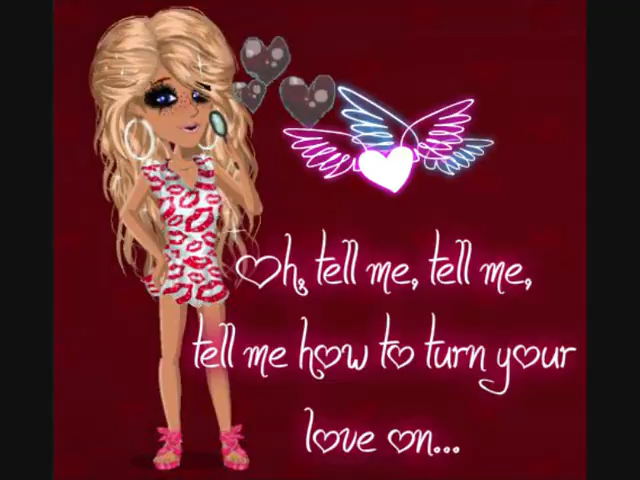 Oh, tell me, tell me,
tell me how to turn your
love on...